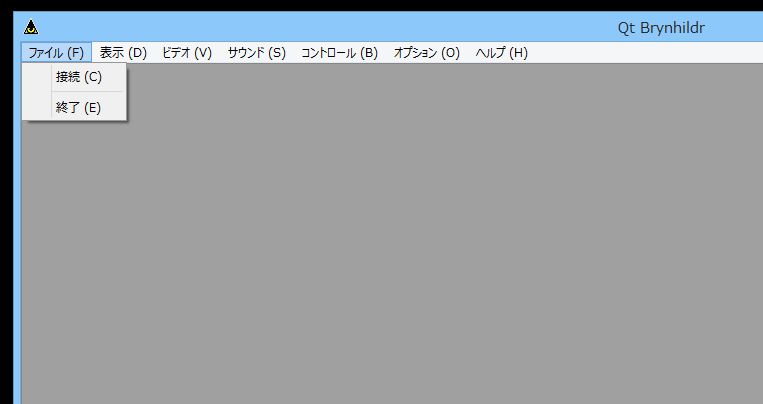 Qt Brynhildr
ファイル (F) 表示 (D) ビデオ (V) サウンド (S) コントロール (B) オプション (O) ヘルプ (H)
接続 (C)
終了 (E)